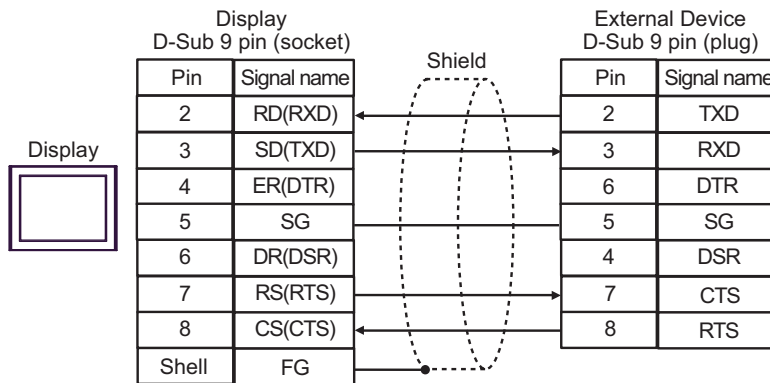 Display
D-Sub 9 pin (socket)
External Device
D-Sub 9 pin (plug)
Shield
Pin Signal name Pin Signal name
2 RD(RXD) 2 TXD
Display
3 SD(TXD) 3 RXD
4 ER(DTR) 6 DTR
5 SG 5 SG
6 DR(DSR) 4 DSR
7 RS(RTS) 7 CTS
8 CS(CTS) 8 RTS
Shell FG